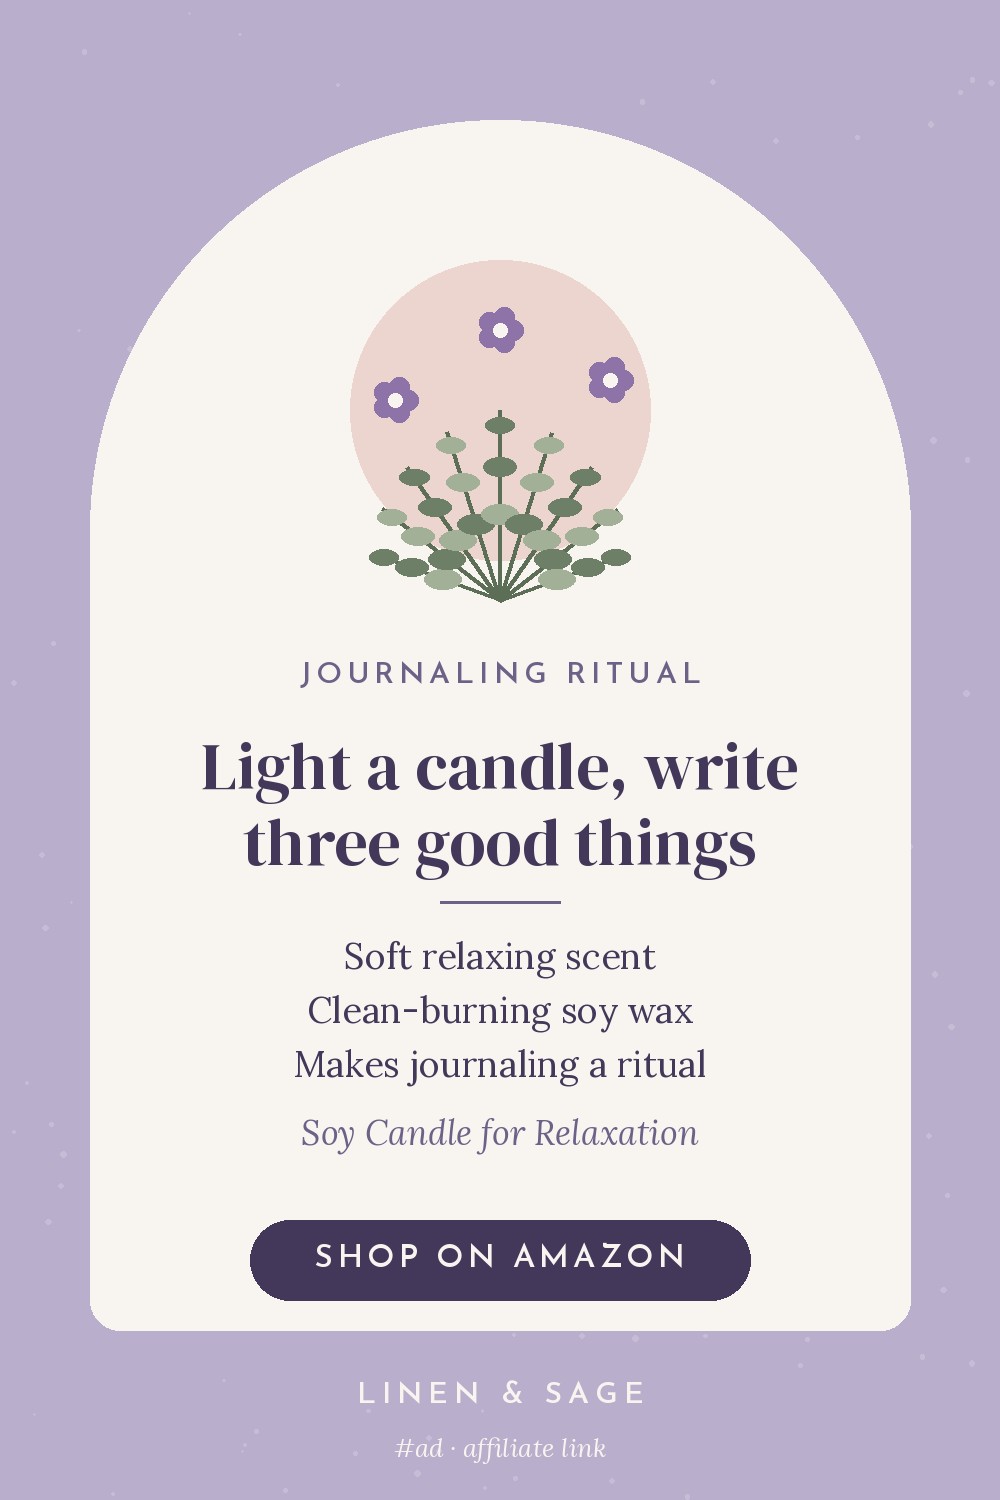 JOURNALING RITUAL
Light a candle, write
three good things
Soft relaxing scent
Clean-burning soy wax
Makes journaling a ritual
Soy Candle for Relaxation
SHOP ON AMAZON
LINEN & SAGE
#ad · affiliate link